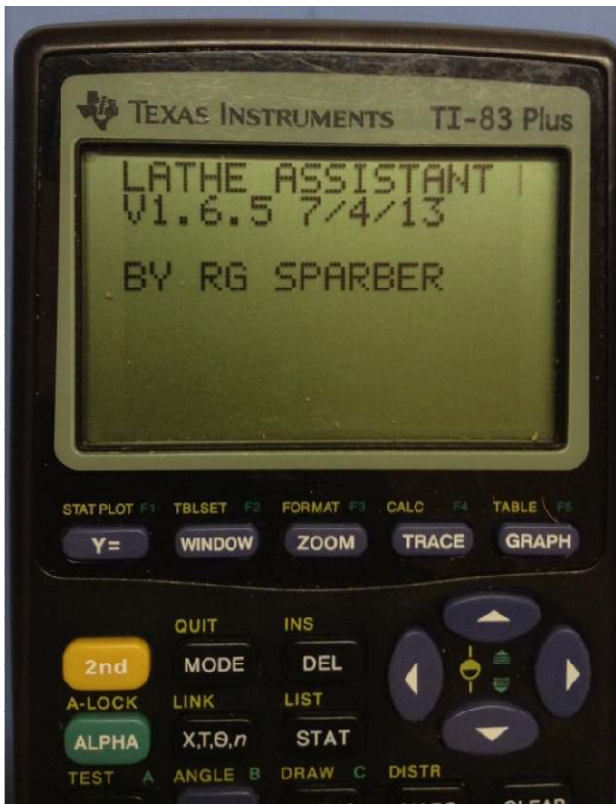 TEXAS INSTRUMENTS TI-83 Plus
LATHE ASSISTANT
V1.6.5 7/4/13
BY RG SPARBER
STAT PLOT F1 TBLSET F2 FORMAT F3 CALC F4 TABLE F5
Y= WINDOW ZOOM TRACE GRAPH
QUIT INS
2nd MODE DEL
A-LOCK LINK LIST
ALPHA X,T,Θ,n STAT
TEST A ANGLE B DRAW C DISTR
CLEAR